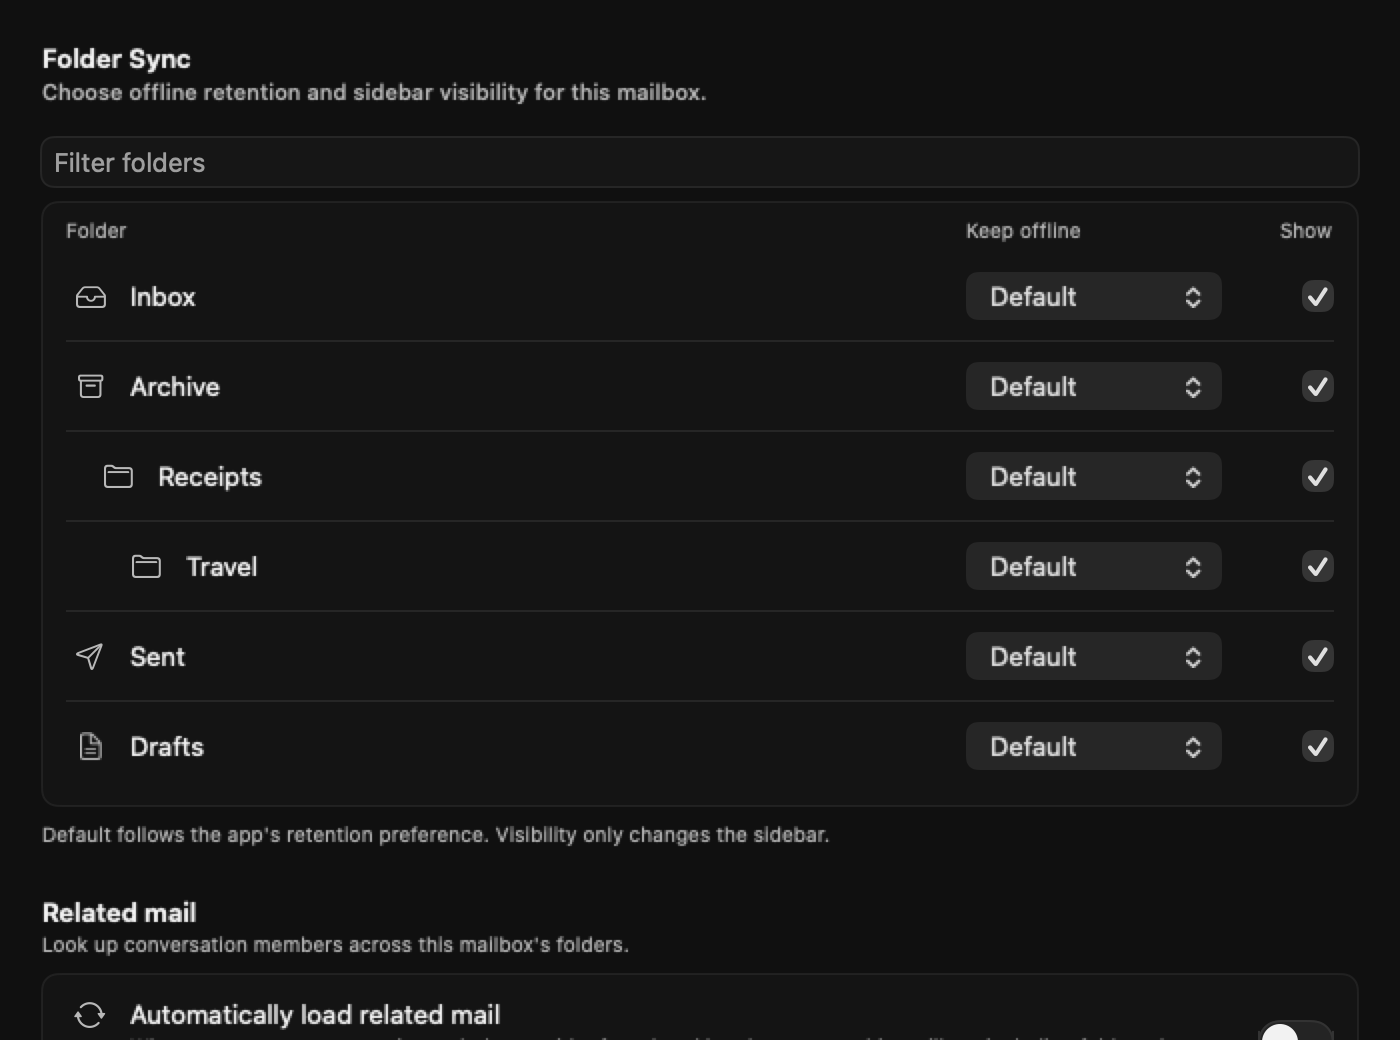 Folder Sync
Choose offline retention and sidebar visibility for this mailbox.
Filter folders
Folder Keep offline Show
Inbox Default
Archive Default
Receipts Default
Travel Default
Sent Default
Drafts Default
Default follows the app's retention preference. Visibility only changes the sidebar.
Related mail
Look up conversation members across this mailbox's folders.
Automatically load related mail